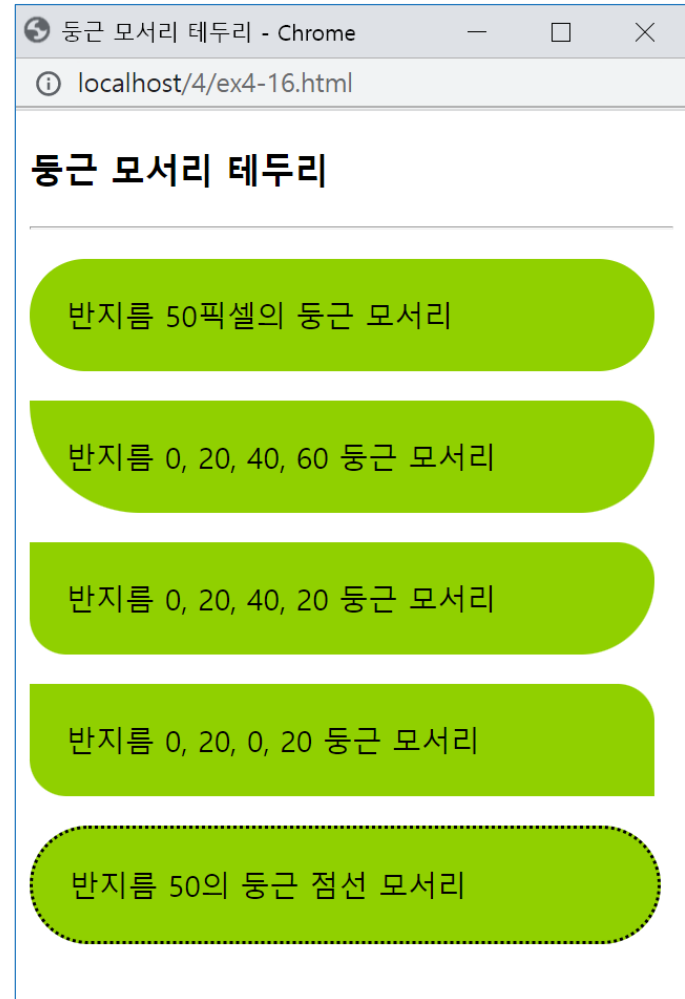 둥근 모서리 테두리 - Chrome
localhost/4/ex4-16.html
둥근 모서리 테두리
반지름 50픽셀의 둥근 모서리
반지름 0, 20, 40, 60 둥근 모서리
반지름 0, 20, 40, 20 둥근 모서리
반지름 0, 20, 0, 20 둥근 모서리
반지름 50의 둥근 점선 모서리